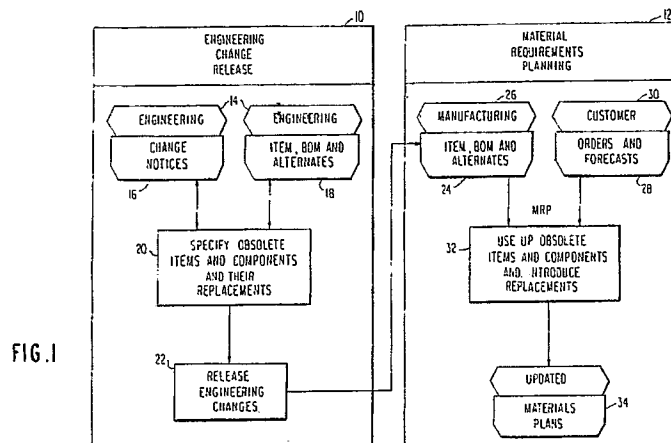 10
ENGINEERING
CHANGE
RELEASE
12
MATERIAL
REQUIREMENTS
PLANNING
14
ENGINEERING
CHANGE
NOTICES
16
ENGINEERING
ITEM, BOM AND
ALTERNATES
18
26
MANUFACTURING
ITEM, BOM AND
ALTERNATES
24
30
CUSTOMER
ORDERS AND
FORECASTS
28
MRP
20
SPECIFY OBSOLETE
ITEMS AND COMPONENTS
AND THEIR
REPLACEMENTS
32
USE UP OBSOLETE
ITEMS AND COMPONENTS
AND INTRODUCE
REPLACEMENTS
22
RELEASE
ENGINEERING
CHANGES
UPDATED
MATERIALS
PLANS
34
FIG.1